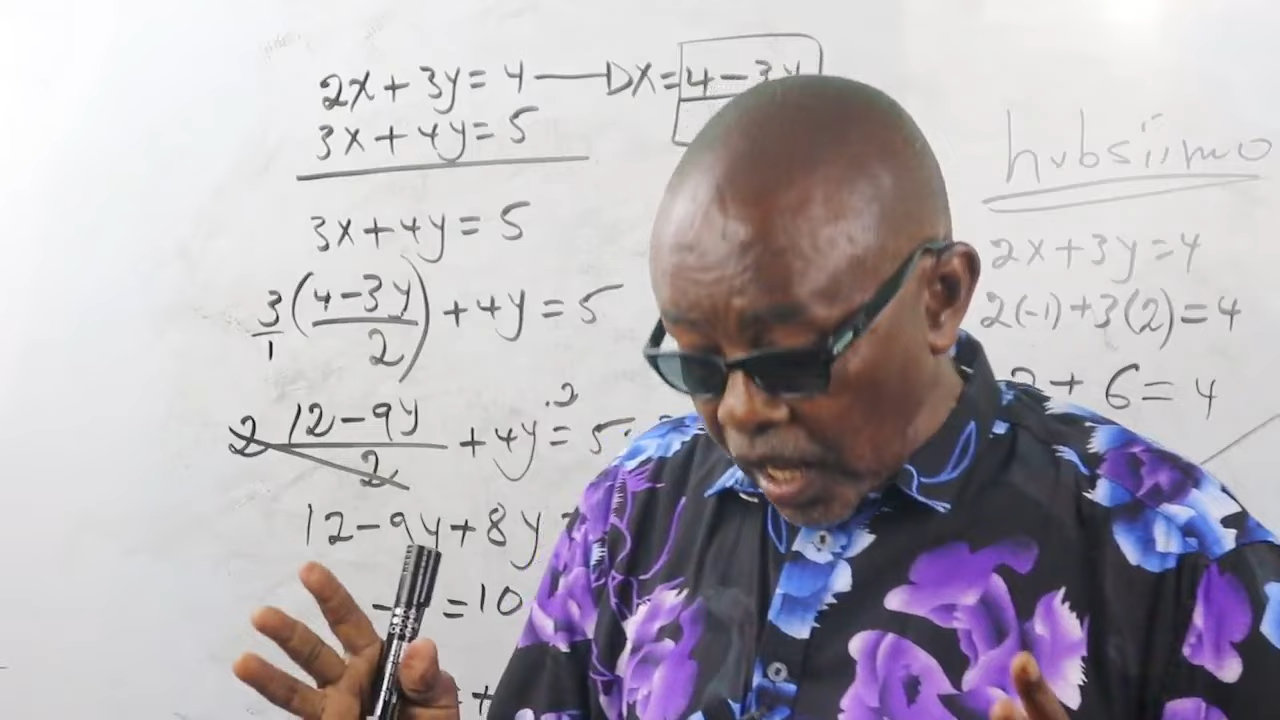 2x + 3y = 4 — DX = 4 - 3y
3x + 4y = 5
3x + 4y = 5
3/1 (4 - 3y / 2) + 4y = 5
2 12 - 9y / 2 + 4y.2 = 5.
12 - 9y + 8y
- = 10
+
hubsiimo
2x + 3y = 4
2(-1) + 3(2) = 4
2 + 6 = 4